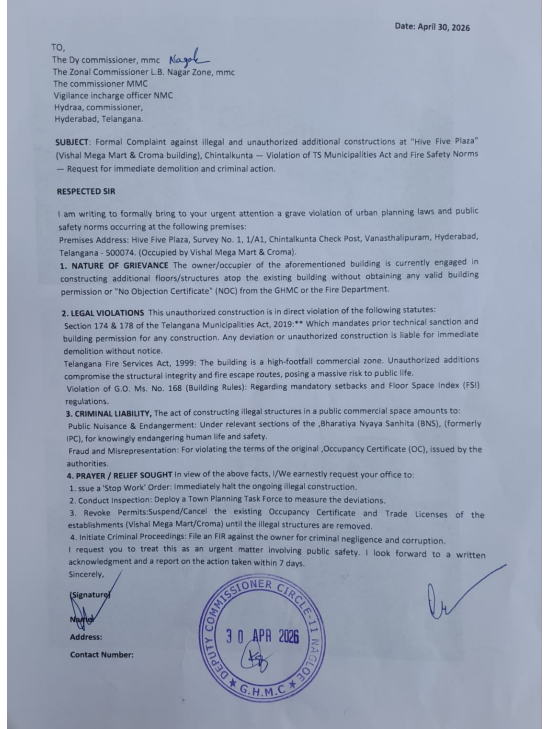 Date: April 30, 2026
TO,
The Dy commissioner, mmc Nagole
The Zonal Commissioner L.B. Nagar Zone, mmc
The commissioner MMC
Vigilance incharge officer NMC
Hydraa, commissioner,
Hyderabad, Telangana.
SUBJECT: Formal Complaint against illegal and unauthorized additional constructions at "Hive Five Plaza"
(Vishal Mega Mart & Croma building), Chintalkunta — Violation of TS Municipalities Act and Fire Safety Norms
— Request for immediate demolition and criminal action.
RESPECTED SIR
I am writing to formally bring to your urgent attention a grave violation of urban planning laws and public
safety norms occurring at the following premises:
Premises Address: Hive Five Plaza, Survey No. 1, 1/A1, Chintalkunta Check Post, Vanasthalipuram, Hyderabad,
Telangana - 500074. (Occupied by Vishal Mega Mart & Croma).
1. NATURE OF GRIEVANCE The owner/occupier of the aforementioned building is currently engaged in
constructing additional floors/structures atop the existing building without obtaining any valid building
permission or "No Objection Certificate" (NOC) from the GHMC or the Fire Department.
2. LEGAL VIOLATIONS This unauthorized construction is in direct violation of the following statutes:
Section 174 & 178 of the Telangana Municipalities Act, 2019:** Which mandates prior technical sanction and
building permission for any construction. Any deviation or unauthorized construction is liable for immediate
demolition without notice.
Telangana Fire Services Act, 1999: The building is a high-footfall commercial zone. Unauthorized additions
compromise the structural integrity and fire escape routes, posing a massive risk to public life.
Violation of G.O. Ms. No. 168 (Building Rules): Regarding mandatory setbacks and Floor Space Index (FSI)
regulations.
3. CRIMINAL LIABILITY, The act of constructing illegal structures in a public commercial space amounts to:
Public Nuisance & Endangerment: Under relevant sections of the ,Bharatiya Nyaya Sanhita (BNS), (formerly
IPC), for knowingly endangering human life and safety.
Fraud and Misrepresentation: For violating the terms of the original ,Occupancy Certificate (OC), issued by the
authorities.
4. PRAYER / RELIEF SOUGHT In view of the above facts, I/We earnestly request your office to:
1. ssue a 'Stop Work' Order: Immediately halt the ongoing illegal construction.
2. Conduct Inspection: Deploy a Town Planning Task Force to measure the deviations.
3. Revoke Permits:Suspend/Cancel the existing Occupancy Certificate and Trade Licenses of the
establishments (Vishal Mega Mart/Croma) until the illegal structures are removed.
4. Initiate Criminal Proceedings: File an FIR against the owner for criminal negligence and corruption.
I request you to treat this as an urgent matter involving public safety. I look forward to a written
acknowledgment and a report on the action taken within 7 days.
Sincerely,
(Signature)
Name:
Address:
Contact Number:
DEPUTY COMMISSIONER CIRCLE-11 NAGLOE
30 APR 2026
★ G.H.M.C ★